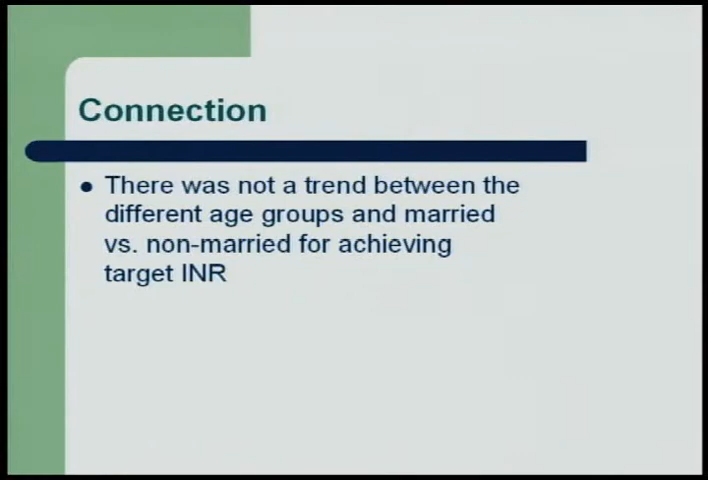 Connection
• There was not a trend between the
different age groups and married
vs. non-married for achieving
target INR